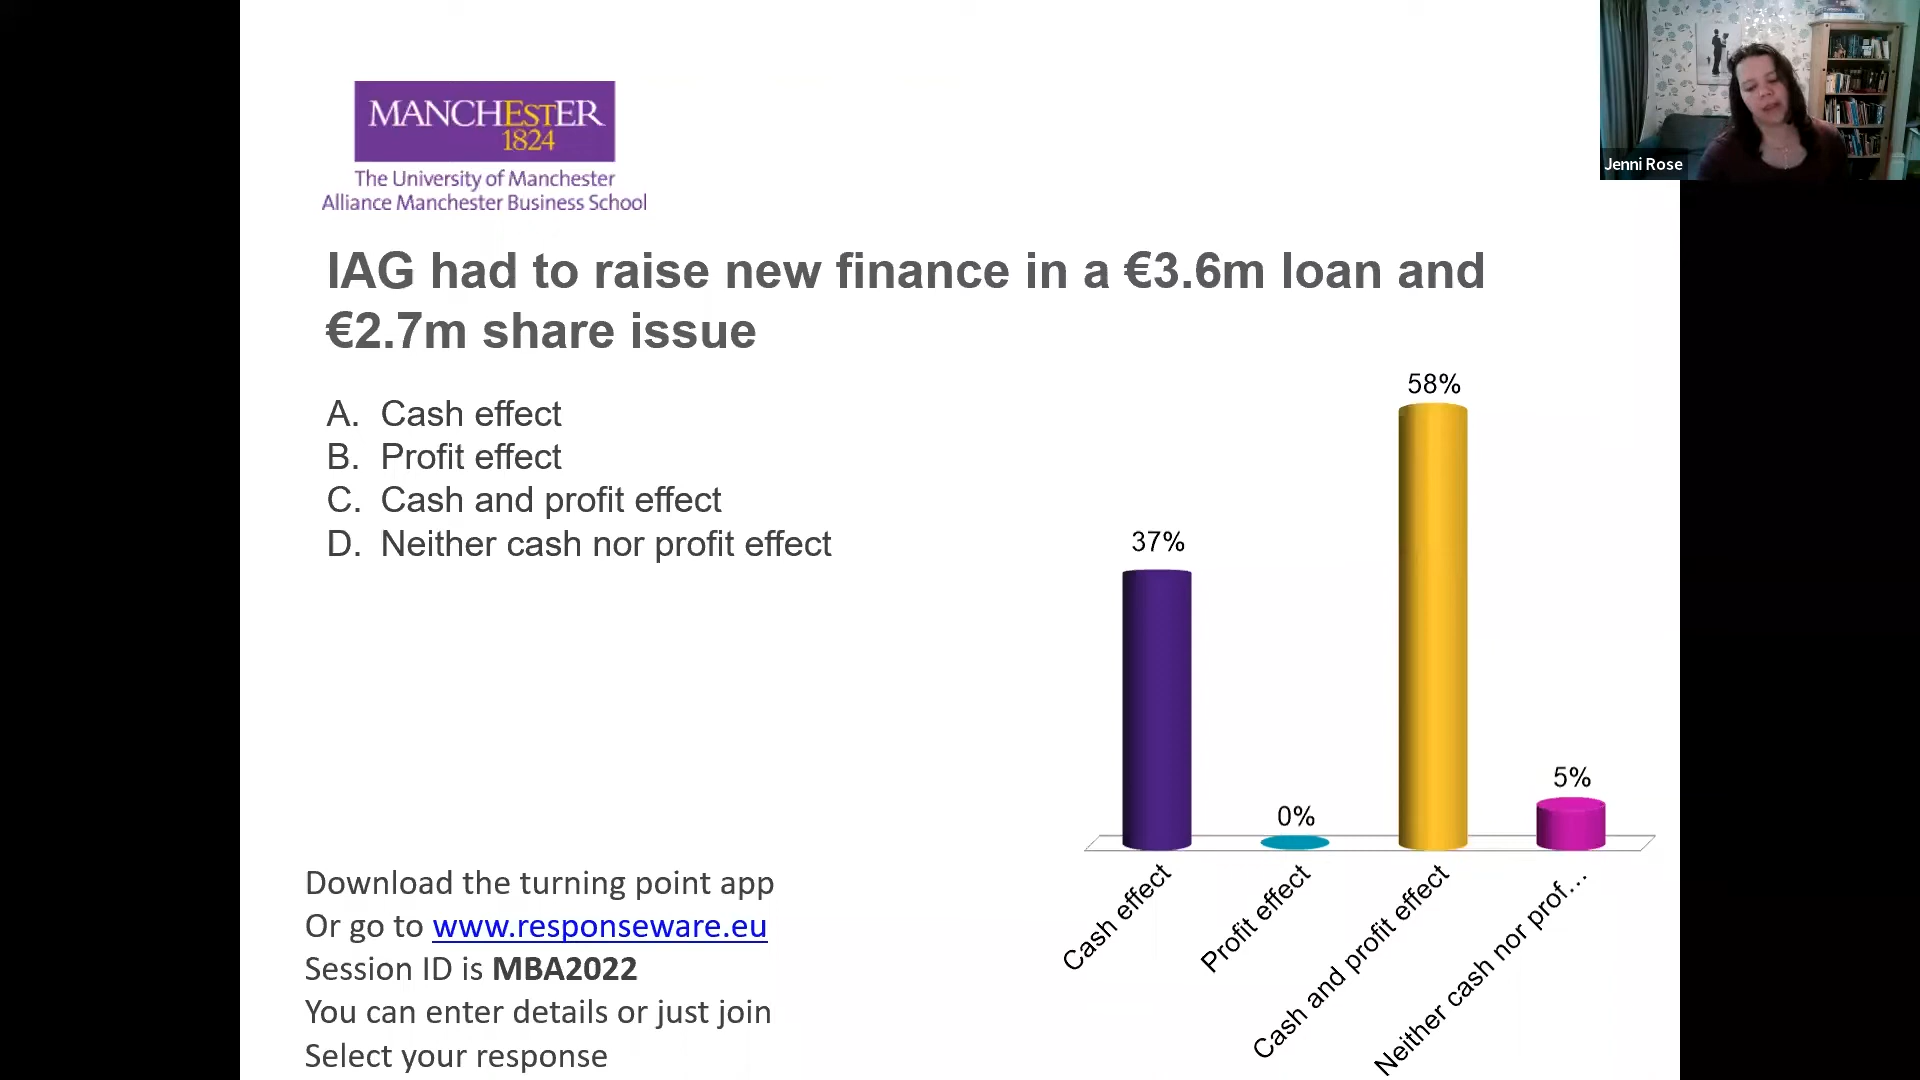 MANCHESTER
1824
The University of Manchester
Alliance Manchester Business School
Jenni Rose
IAG had to raise new finance in a €3.6m loan and
€2.7m share issue
A. Cash effect
B. Profit effect
C. Cash and profit effect
D. Neither cash nor profit effect
37%
0%
58%
5%
Cash effect
Profit effect
Cash and profit effect
Neither cash nor prof...
Download the turning point app
Or go to www.responseware.eu
Session ID is MBA2022
You can enter details or just join
Select your response